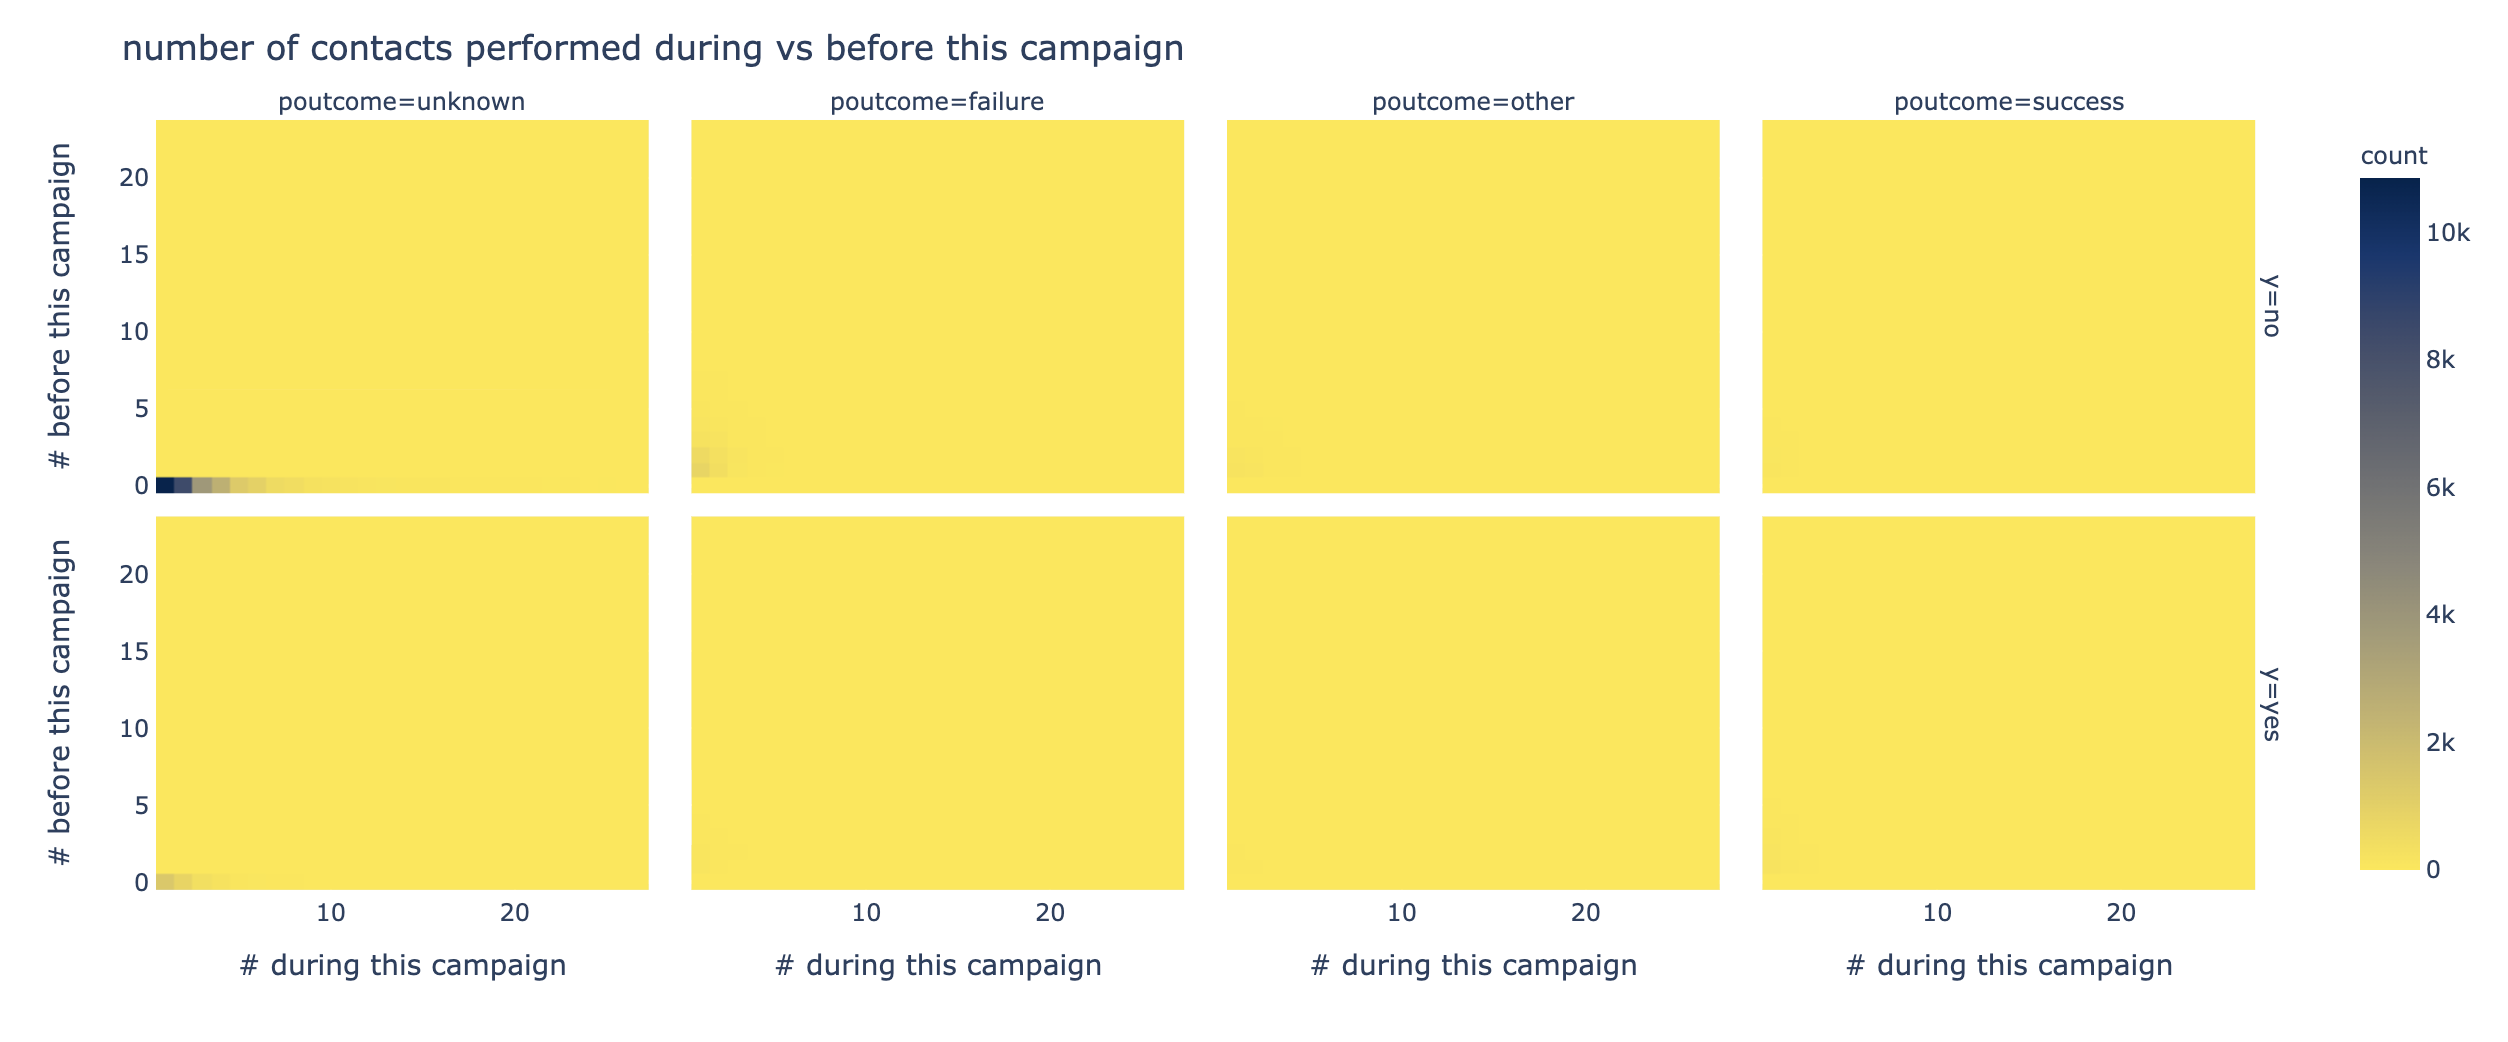 number of contacts performed during vs before this campaign
poutcome=unknown
poutcome=failure
poutcome=other
poutcome=success
# before this campaign
20
15
10
5
0
y=no
# before this campaign
20
15
10
5
0
y=yes
10
20
10
20
10
20
10
20
# during this campaign
# during this campaign
# during this campaign
# during this campaign
count
10k
8k
6k
4k
2k
0